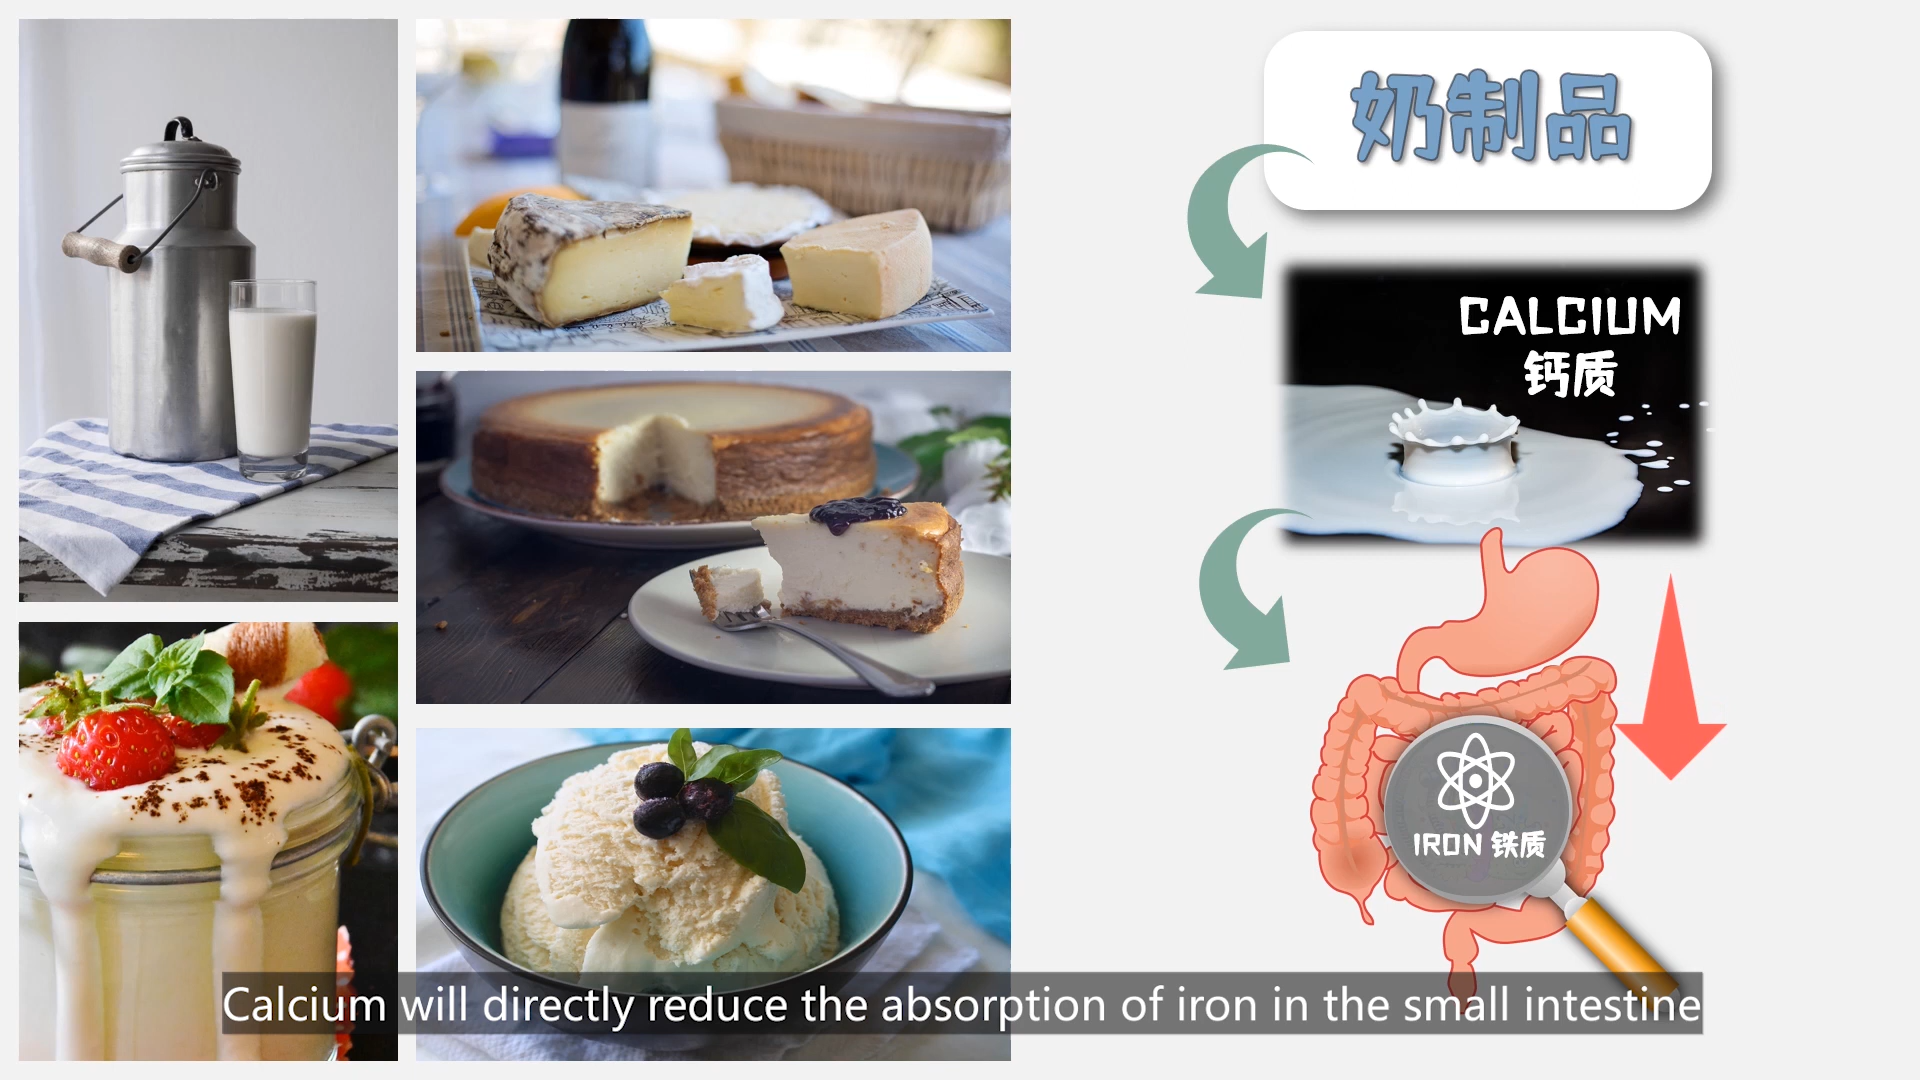 奶制品
CALCIUM
钙质
IRON 铁质
Calcium will directly reduce the absorption of iron in the small intestine